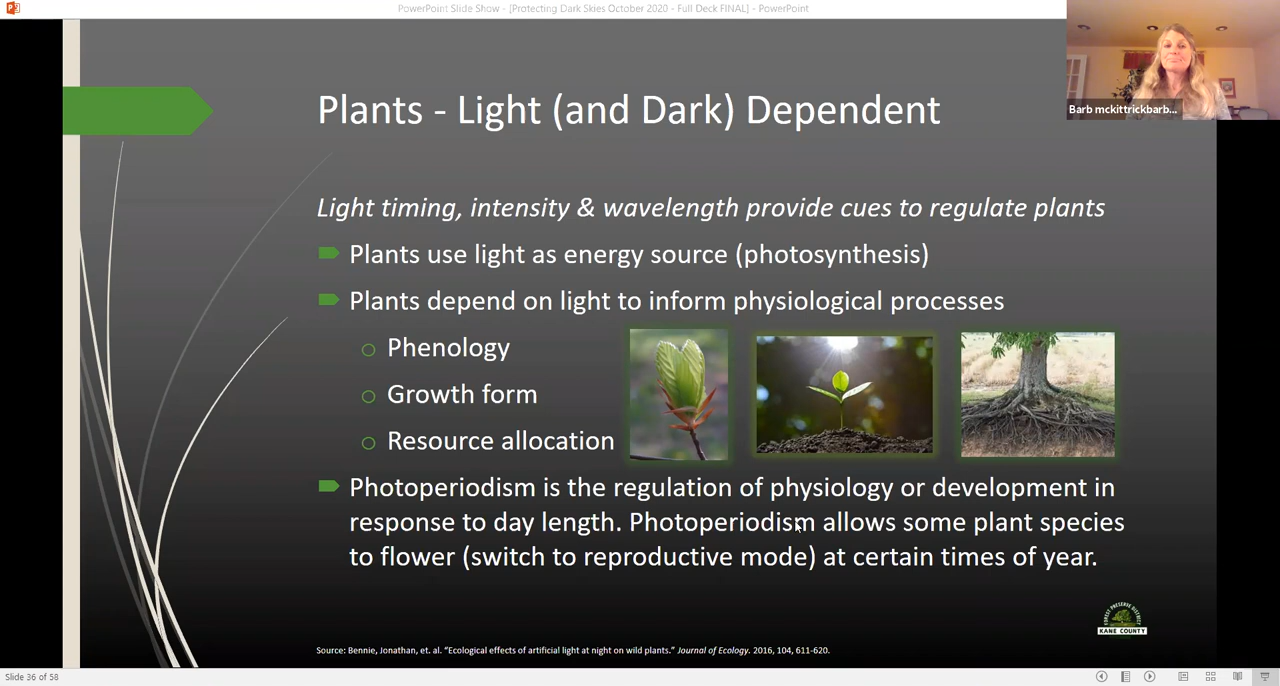 PowerPoint Slide Show - [Protecting Dark Skies October 2020 - Full Deck FINAL] - PowerPoint
Barb mckittrickbarb...
Plants - Light (and Dark) Dependent
Light timing, intensity & wavelength provide cues to regulate plants
Plants use light as energy source (photosynthesis)
Plants depend on light to inform physiological processes
Phenology
Growth form
Resource allocation
Photoperiodism is the regulation of physiology or development in
response to day length. Photoperiodism allows some plant species
to flower (switch to reproductive mode) at certain times of year.
FOREST PRESERVE DISTRICT
KANE COUNTY
Source: Bennie, Jonathan, et. al. “Ecological effects of artificial light at night on wild plants.” Journal of Ecology. 2016, 104, 611-620.
Slide 36 of 58